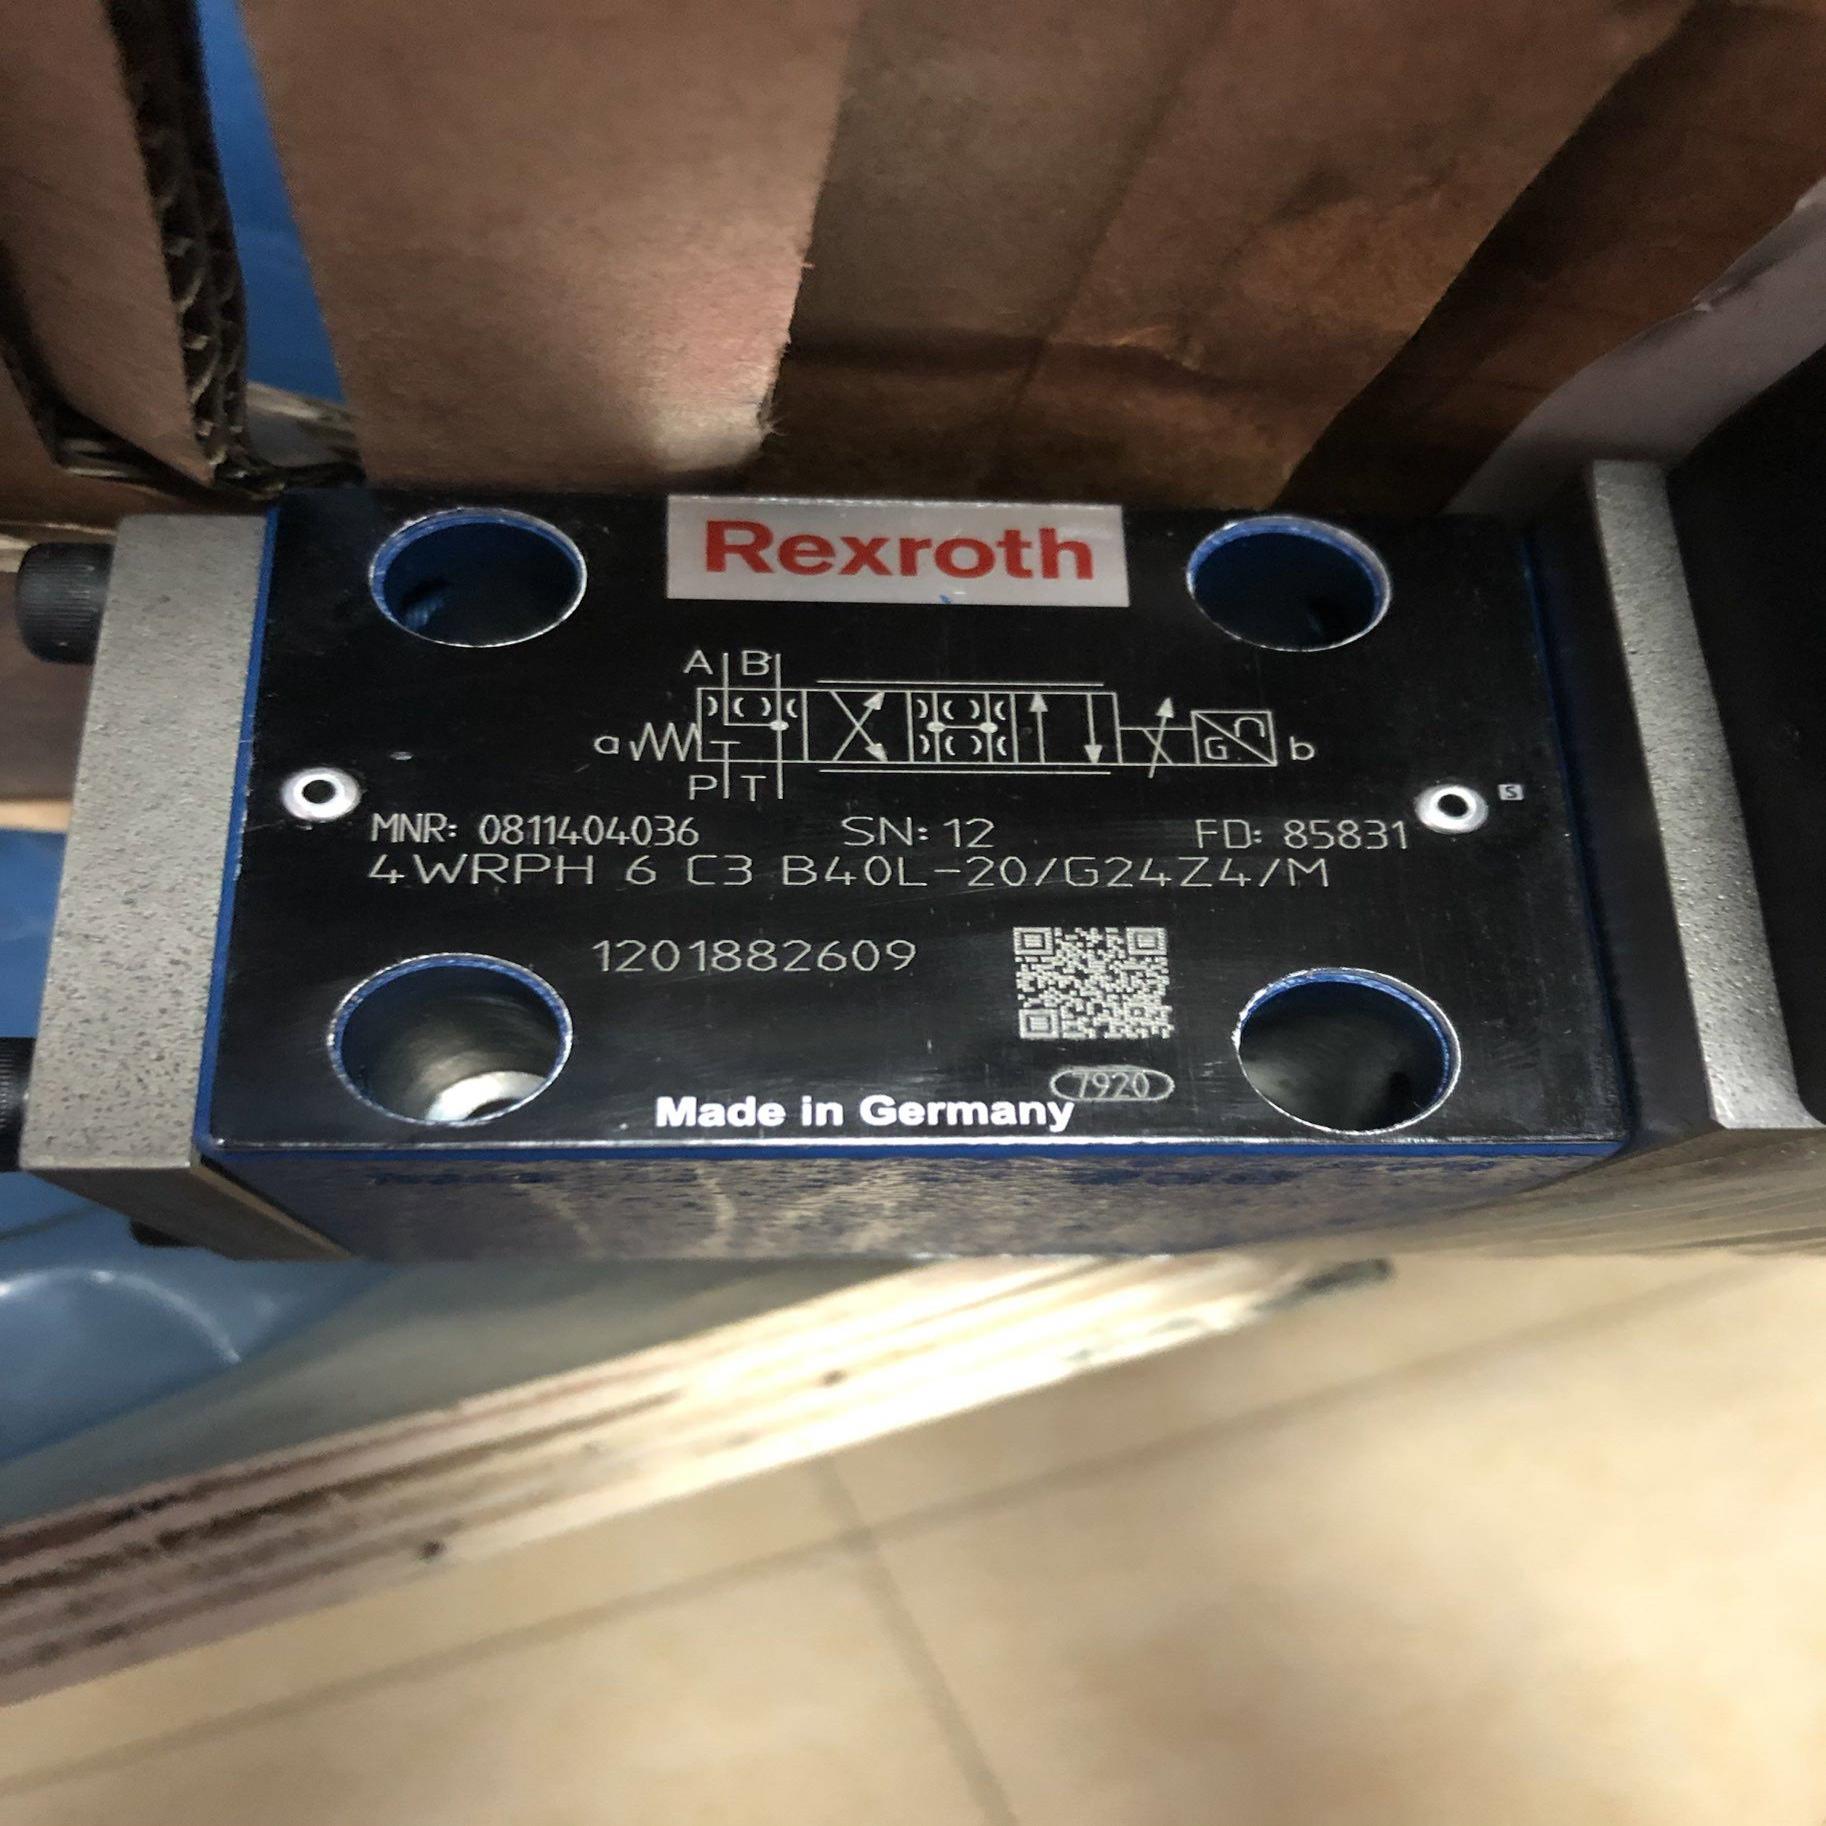 Rexroth
A B
a G b
P T
MNR: 0811404036 SN: 12 FD: 85831
4WRPH 6 C3 B40L-20/G24Z4/M
1201882609
7920
Made in Germany
S